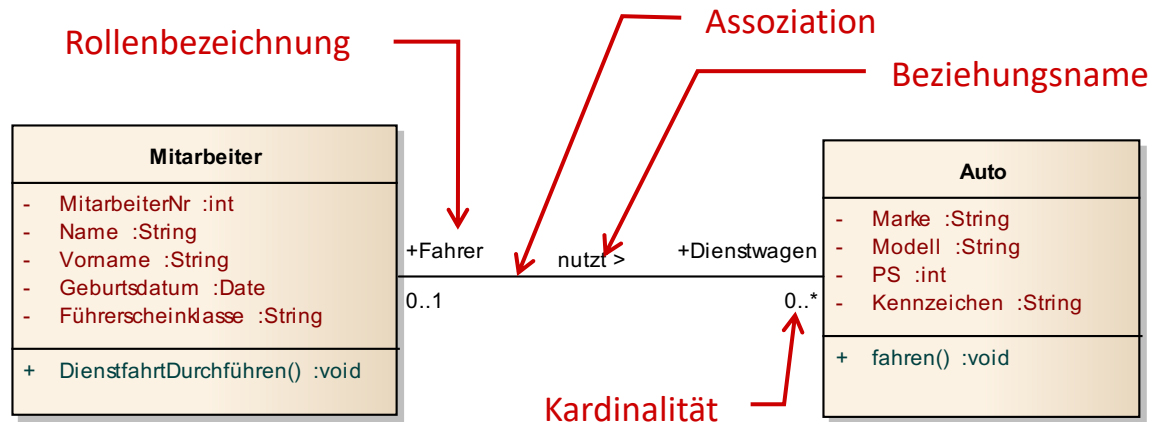 Rollenbezeichnung
Assoziation
Beziehungsname
Mitarbeiter
- MitarbeiterNr :int
- Name :String
- Vorname :String
- Geburtsdatum :Date
- Führerscheinklasse :String
+ DienstfahrtDurchführen() :void
+Fahrer
0..1
nutzt >
+Dienstwagen
0..*
Auto
- Marke :String
- Modell :String
- PS :int
- Kennzeichen :String
+ fahren() :void
Kardinalität